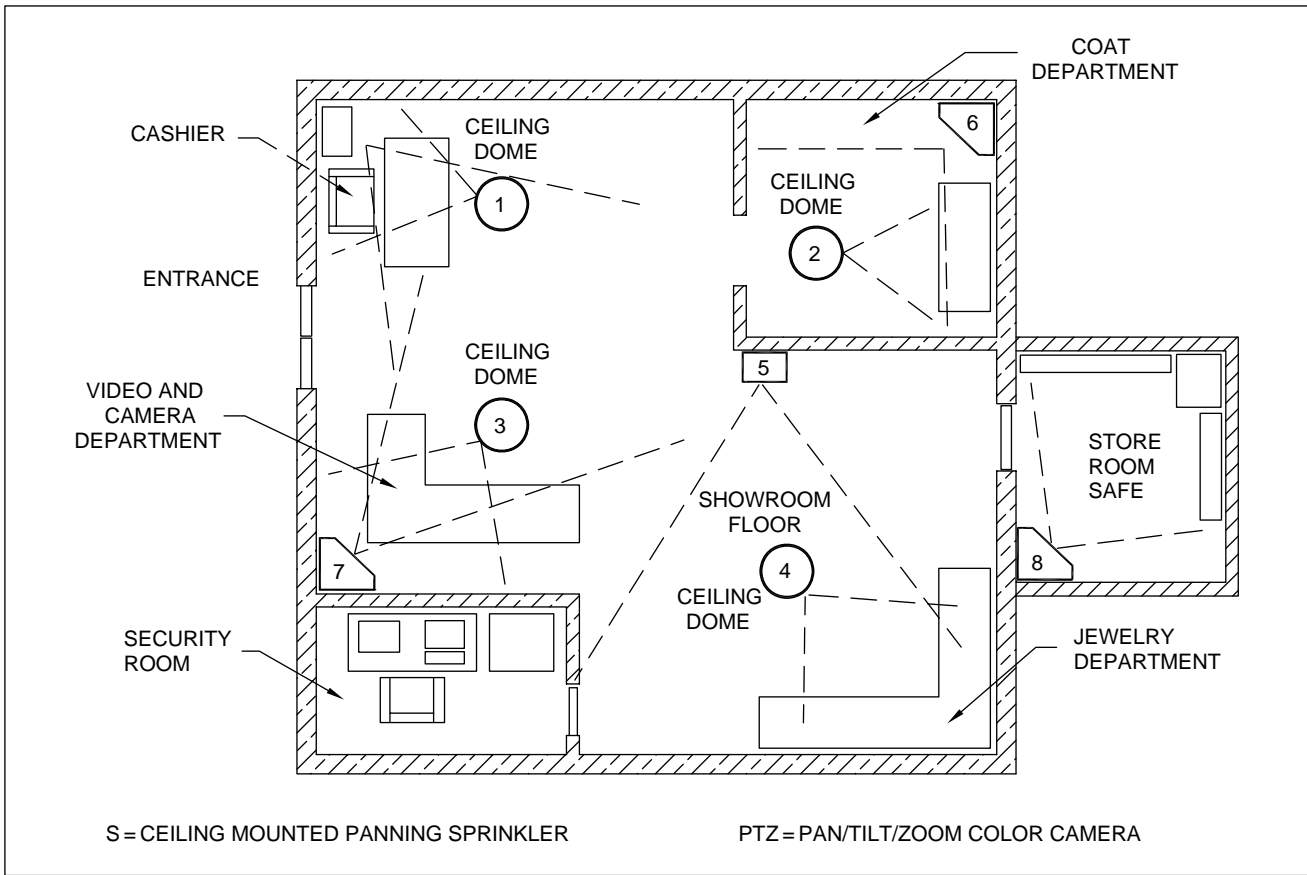 COAT
DEPARTMENT
CASHIER
CEILING
DOME
6
1
CEILING
DOME
2
ENTRANCE
CEILING
DOME
3
5
VIDEO AND
CAMERA
DEPARTMENT
STORE
ROOM
SAFE
SHOWROOM
FLOOR
4
CEILING
DOME
7
8
SECURITY
ROOM
JEWELRY
DEPARTMENT
S = CEILING MOUNTED PANNING SPRINKLER
PTZ = PAN/TILT/ZOOM COLOR CAMERA